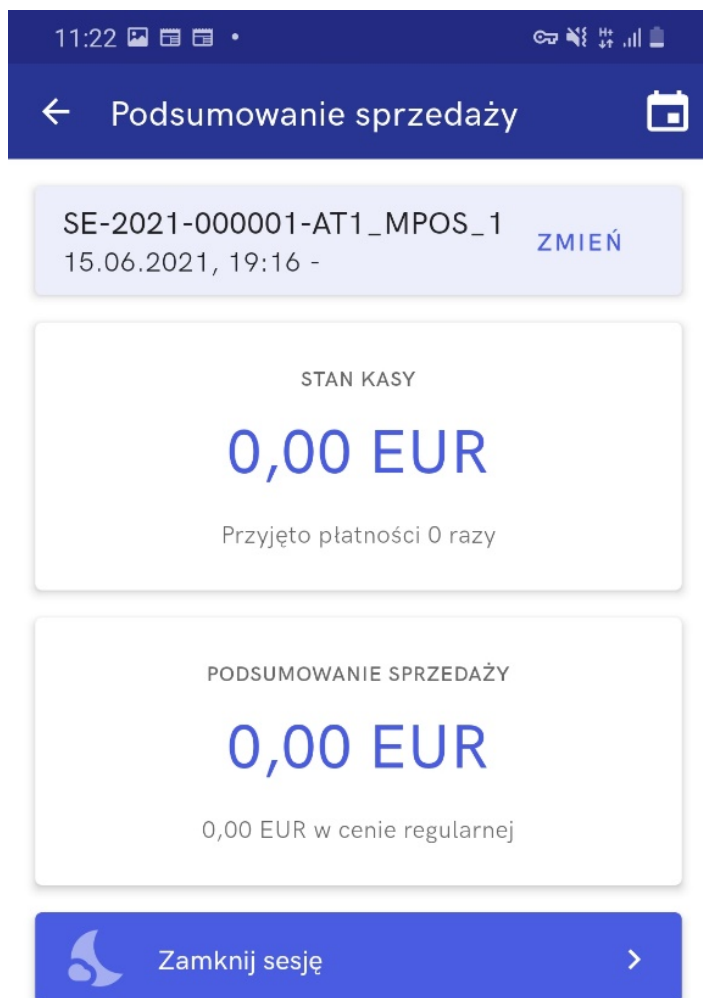 11:22
Podsumowanie sprzedaży
SE-2021-000001-AT1_MPOS_1
ZMIEŃ
15.06.2021, 19:16 -
STAN KASY
0,00 EUR
Przyjęto płatności 0 razy
PODSUMOWANIE SPRZEDAŻY
0,00 EUR
0,00 EUR w cenie regularnej
Zamknij sesję